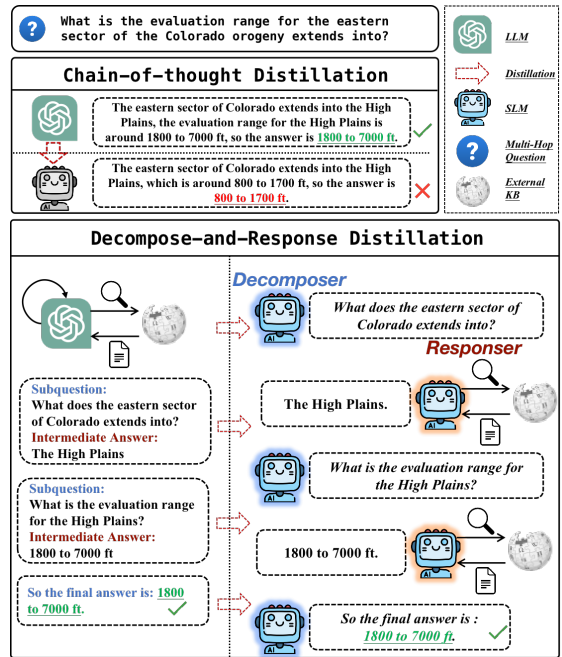 What is the evaluation range for the eastern
sector of the Colorado orogeny extends into?
LLM
Distillation
SLM
Multi-Hop
Question
External
KB
Chain-of-thought Distillation
The eastern sector of Colorado extends into the High
Plains, the evaluation range for the High Plains is
around 1800 to 7000 ft, so the answer is 1800 to 7000 ft.
The eastern sector of Colorado extends into the High
Plains, which is around 800 to 1700 ft, so the answer is
800 to 1700 ft.
Decompose-and-Response Distillation
Decomposer
AI
What does the eastern sector of
Colorado extends into?
Responser
Subquestion:
What does the eastern sector
of Colorado extends into?
Intermediate Answer:
The High Plains
The High Plains.
AI
AI
What is the evaluation range for
the High Plains?
Subquestion:
What is the evaluation range
for the High Plains?
Intermediate Answer:
1800 to 7000 ft
1800 to 7000 ft.
AI
So the final answer is: 1800
to 7000 ft.
AI
So the final answer is :
1800 to 7000 ft.